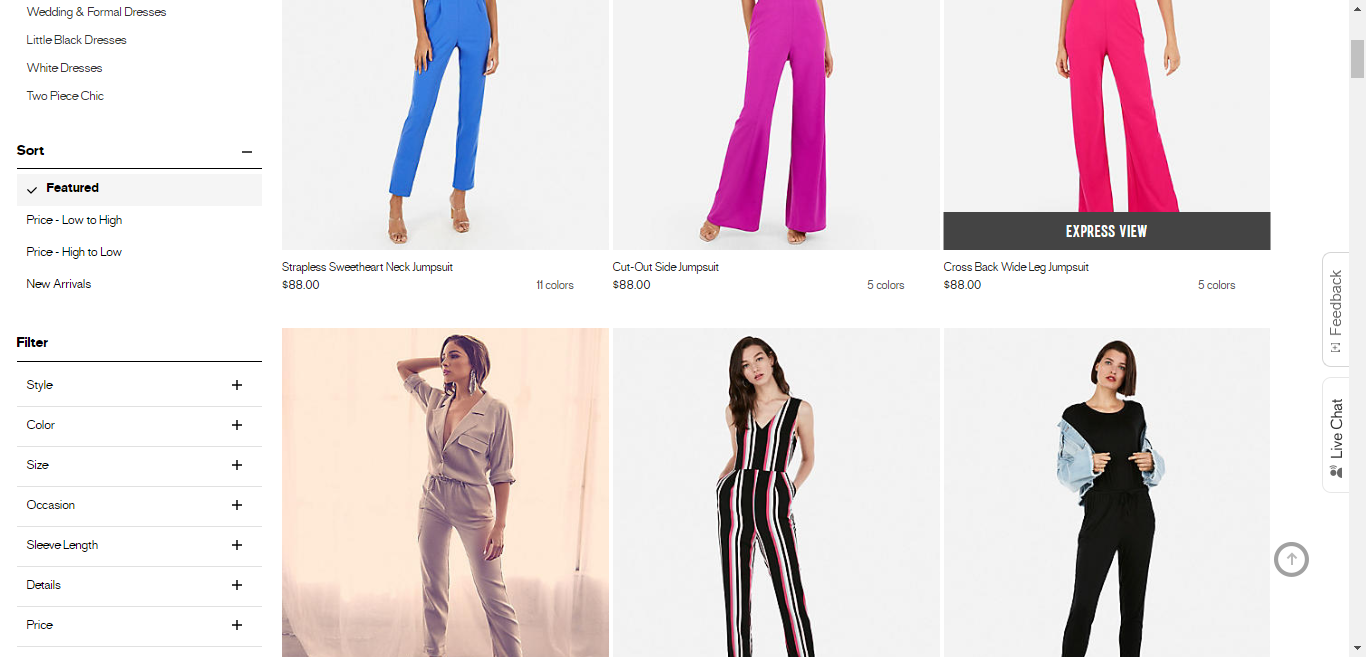 Wedding & Formal Dresses
Little Black Dresses
White Dresses
Two Piece Chic
Sort
Featured
Price - Low to High
Price - High to Low
New Arrivals
Filter
Style
Color
Size
Occasion
Sleeve Length
Details
Price
EXPRESS VIEW
Strapless Sweetheart Neck Jumpsuit
$88.00
11 colors
Cut-Out Side Jumpsuit
$88.00
5 colors
Cross Back Wide Leg Jumpsuit
$88.00
5 colors
Feedback
Live Chat